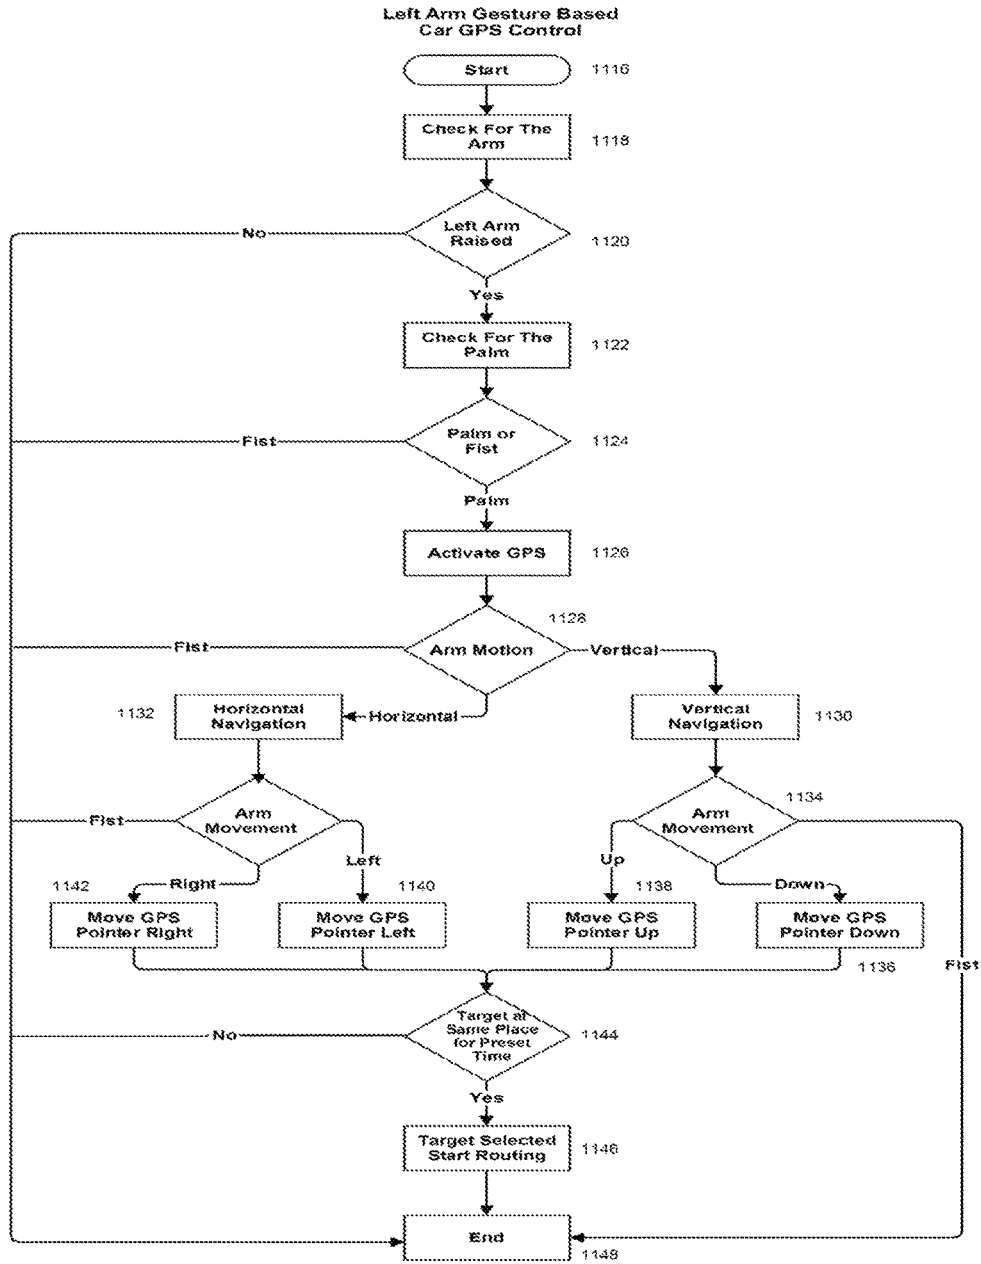 Left Arm Gesture Based
Car GPS Control
Start
1116
Check For The
Arm
1118
Left Arm
Raised
1120
No
Yes
Check For The
Palm
1122
Palm or
Fist
1124
Fist
Palm
Activate GPS
1126
1128
Arm Motion
Fist
Vertical
Horizontal
1132
Horizontal
Navigation
Vertical
Navigation
1130
Arm
Movement
Fist
Left
Right
1134
Arm
Movement
Up
Down
Fist
1142
Move GPS
Pointer Right
1140
Move GPS
Pointer Left
1138
Move GPS
Pointer Up
Move GPS
Pointer Down
1136
Target at
Same Place
for Preset
Time
1144
No
Yes
Target Selected
Start Routing
1146
End
1148